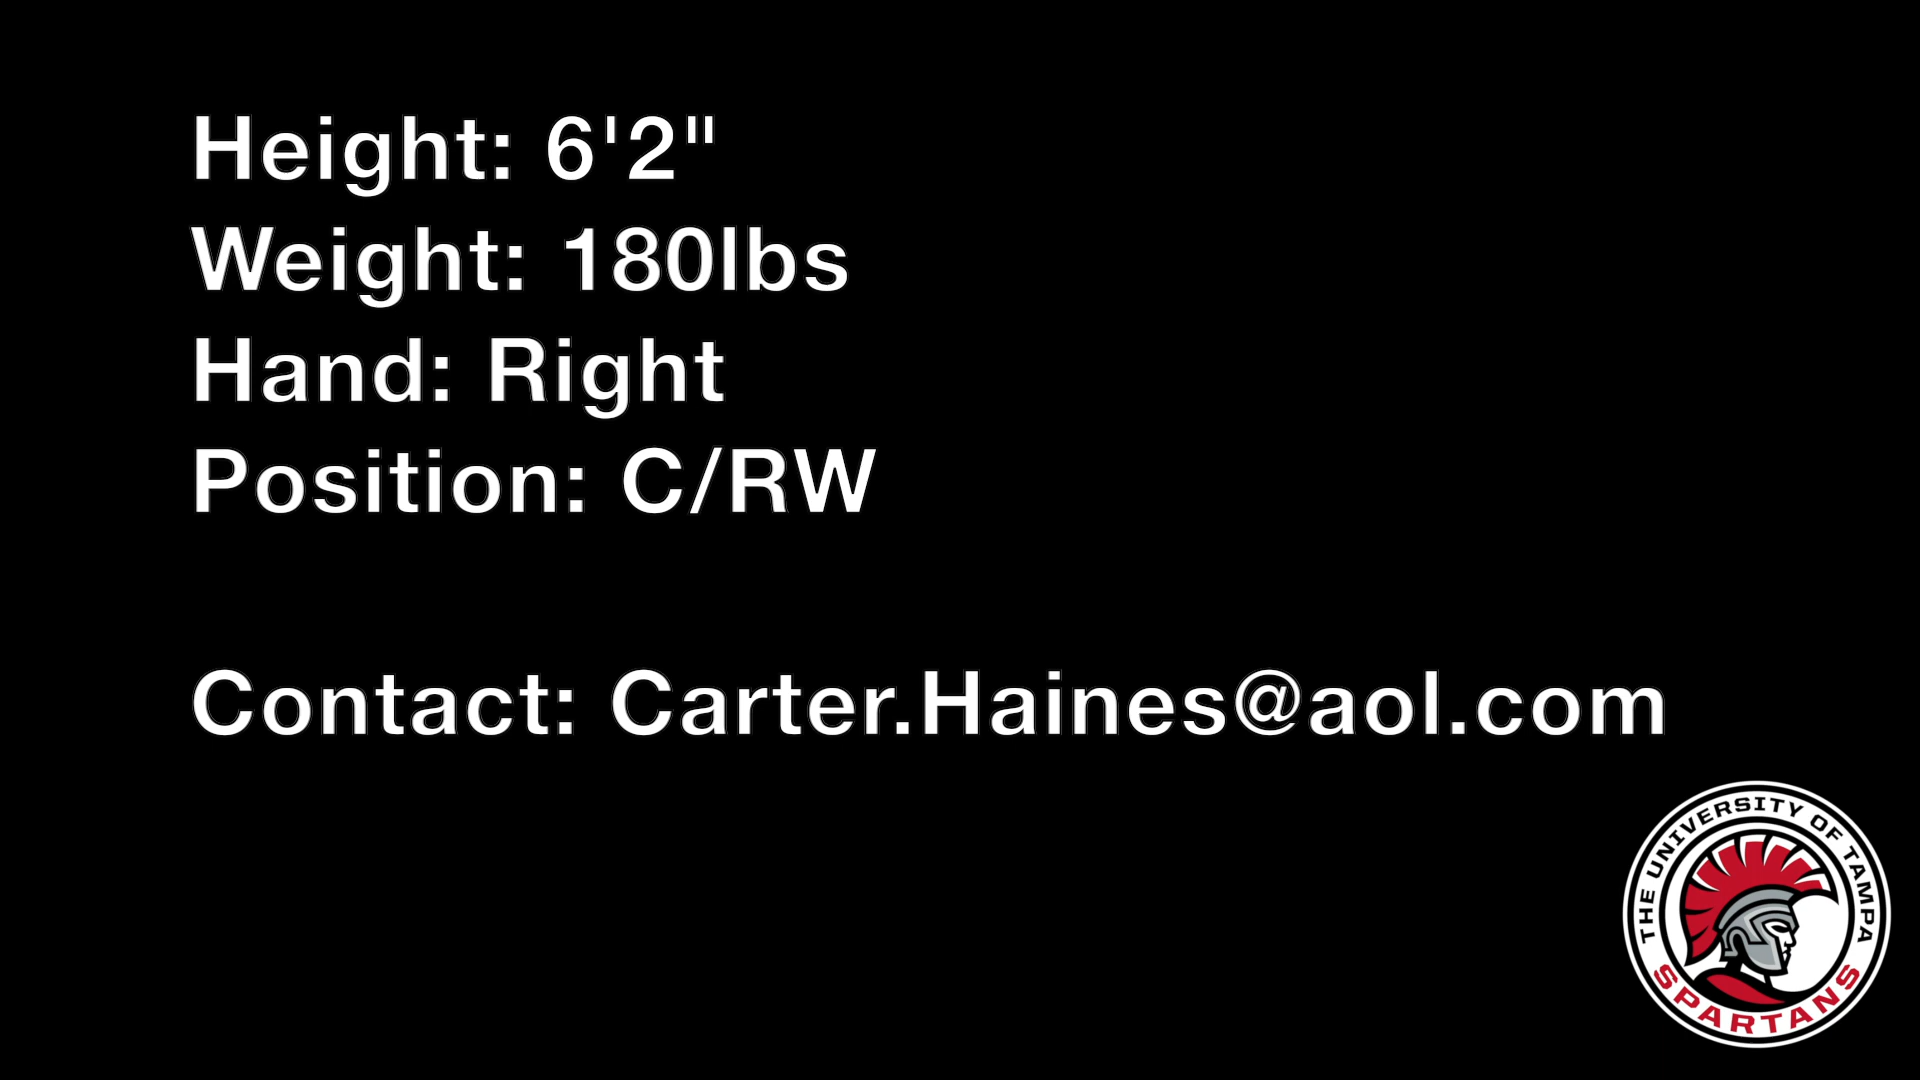 Height: 6'2"
Weight: 180lbs
Hand: Right
Position: C/RW
Contact: Carter.Haines@aol.com
THE UNIVERSITY OF TAMPA
SPARTANS